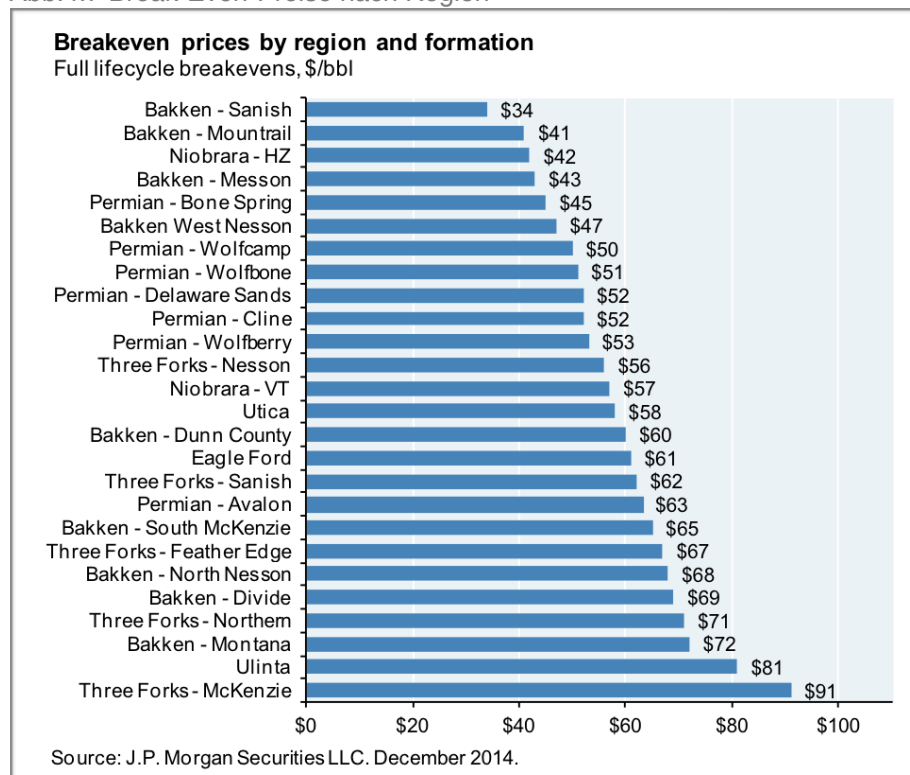 Breakeven prices by region and formation
Full lifecycle breakevens, $/bbl
Bakken - Sanish $34
Bakken - Mountrail $41
Niobrara - HZ $42
Bakken - Messon $43
Permian - Bone Spring $45
Bakken West Nesson $47
Permian - Wolfcamp $50
Permian - Wolfbone $51
Permian - Delaware Sands $52
Permian - Cline $52
Permian - Wolfberry $53
Three Forks - Nesson $56
Niobrara - VT $57
Utica $58
Bakken - Dunn County $60
Eagle Ford $61
Three Forks - Sanish $62
Permian - Avalon $63
Bakken - South McKenzie $65
Three Forks - Feather Edge $67
Bakken - North Nesson $68
Bakken - Divide $69
Three Forks - Northern $71
Bakken - Montana $72
Ulinta $81
Three Forks - McKenzie $91
$0 $20 $40 $60 $80 $100
Source: J.P. Morgan Securities LLC. December 2014.